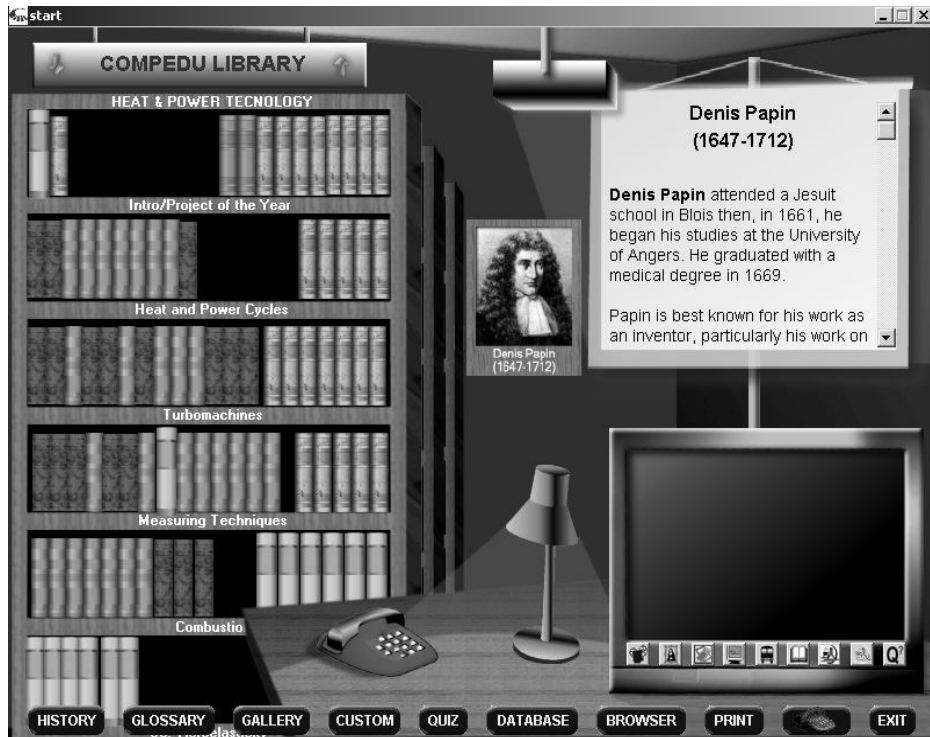 start
COMPEDU LIBRARY
HEAT & POWER TECNOLOGY
Intro/Project of the Year
Heat and Power Cycles
Turbomachines
Measuring Techniques
Combustio
Denis Papin
(1647-1712)
Denis Papin
(1647-1712)
Denis Papin attended a Jesuit
school in Blois then, in 1661, he
began his studies at the University
of Angers. He graduated with a
medical degree in 1669.
Papin is best known for his work as
an inventor, particularly his work on
Q?
HISTORY GLOSSARY GALLERY CUSTOM QUIZ DATABASE BROWSER PRINT EXIT